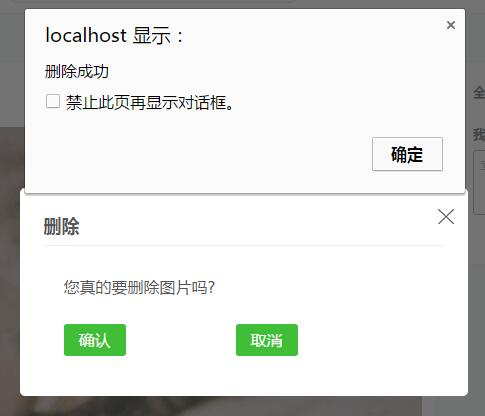 localhost 显示：
删除成功
禁止此页再显示对话框。
确定
全
删除
您真的要删除图片吗?
确认
取消